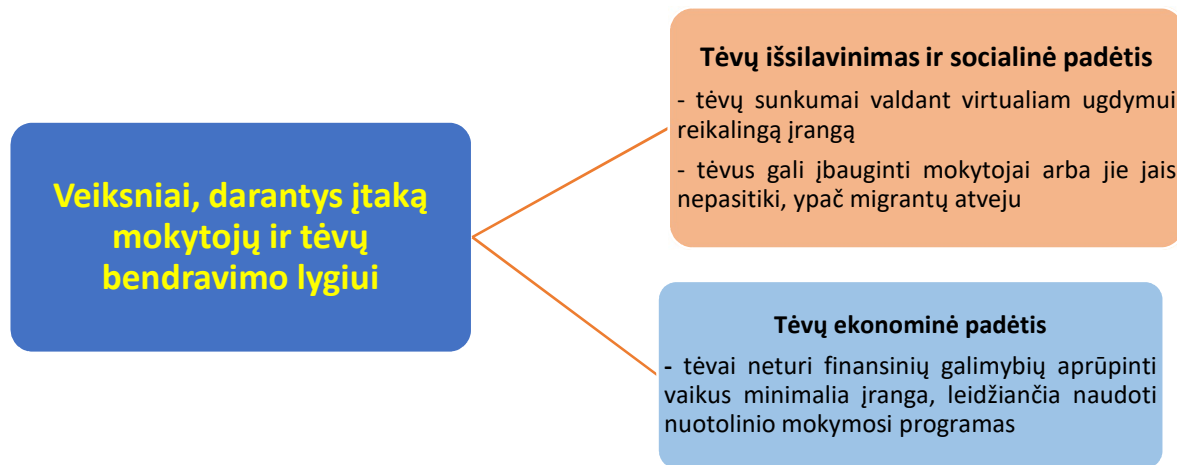 Veiksniai, darantys įtaką
mokytojų ir tėvų
bendravimo lygiui
Tėvų išsilavinimas ir socialinė padėtis
- tėvų sunkumai valdant virtualiam ugdymui
reikalingą įrangą
- tėvus gali įbauginti mokytojai arba jie jais
nepasitiki, ypač migrantų atveju
Tėvų ekonominė padėtis
- tėvai neturi finansinių galimybių aprūpinti
vaikus minimalia įranga, leidžiančia naudoti
nuotolinio mokymosi programas